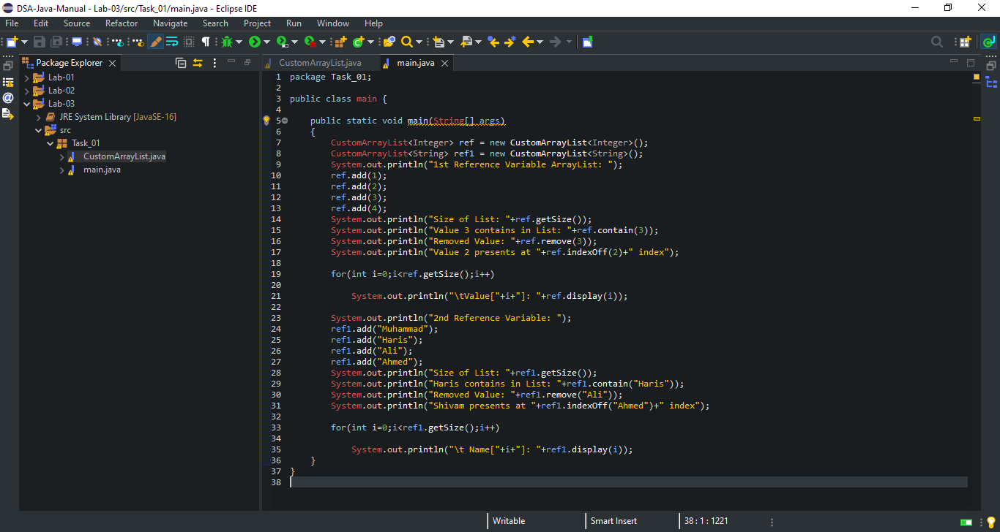 DSA-Java-Manual - Lab-03/src/Task_01/main.java - Eclipse IDE
File Edit Source Refactor Navigate Search Project Run Window Help
Package Explorer
CustomArrayList.java main.java
Lab-01
Lab-02
Lab-03
JRE System Library [JavaSE-16]
src
Task_01
CustomArrayList.java
main.java
1 package Task_01;
2
3 public class main {
4
5 public static void main(String[] args)
6 {
7 CustomArrayList<Integer> ref = new CustomArrayList<Integer>();
8 CustomArrayList<String> ref1 = new CustomArrayList<String>();
9 System.out.println("1st Reference Variable ArrayList: ");
10 ref.add(1);
11 ref.add(2);
12 ref.add(3);
13 ref.add(4);
14 System.out.println("Size of List: "+ref.getSize());
15 System.out.println("Value 3 contains in List: "+ref.contain(3));
16 System.out.println("Removed Value: "+ref.remove(3));
17 System.out.println("Value 2 presents at "+ref.indexOff(2)+" index");
18
19 for(int i=0;i<ref.getSize();i++)
20
21 System.out.println("\tValue["+i+"]: "+ref.display(i));
22
23 System.out.println("2nd Reference Variable: ");
24 ref1.add("Muhammad");
25 ref1.add("Haris");
26 ref1.add("Ali");
27 ref1.add("Ahmed");
28 System.out.println("Size of List: "+ref1.getSize());
29 System.out.println("Haris contains in List: "+ref1.contain("Haris"));
30 System.out.println("Removed Value: "+ref1.remove("Ali"));
31 System.out.println("Shivam presents at "+ref1.indexOff("Ahmed")+" index");
32
33 for(int i=0;i<ref1.getSize();i++)
34
35 System.out.println("\t Name["+i+"]: "+ref1.display(i));
36 }
37 }
38
Writable Smart Insert 38 : 1 : 1221